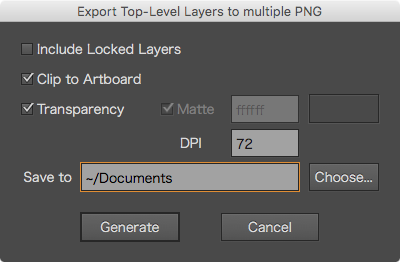 Export Top-Level Layers to multiple PNG
Include Locked Layers
Clip to Artboard
Transparency Matte ffffff
DPI 72
Save to ~/Documents Choose...
Generate Cancel